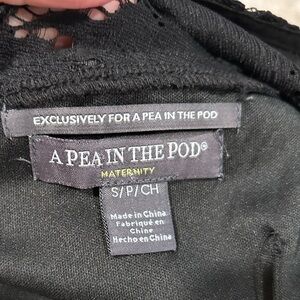 EXCLUSIVELY FOR A PEA IN THE POD
A PEA IN THE POD®
MATERNITY
S/P/CH
Made in China
Fabriqué en
Chine
Hecho en China